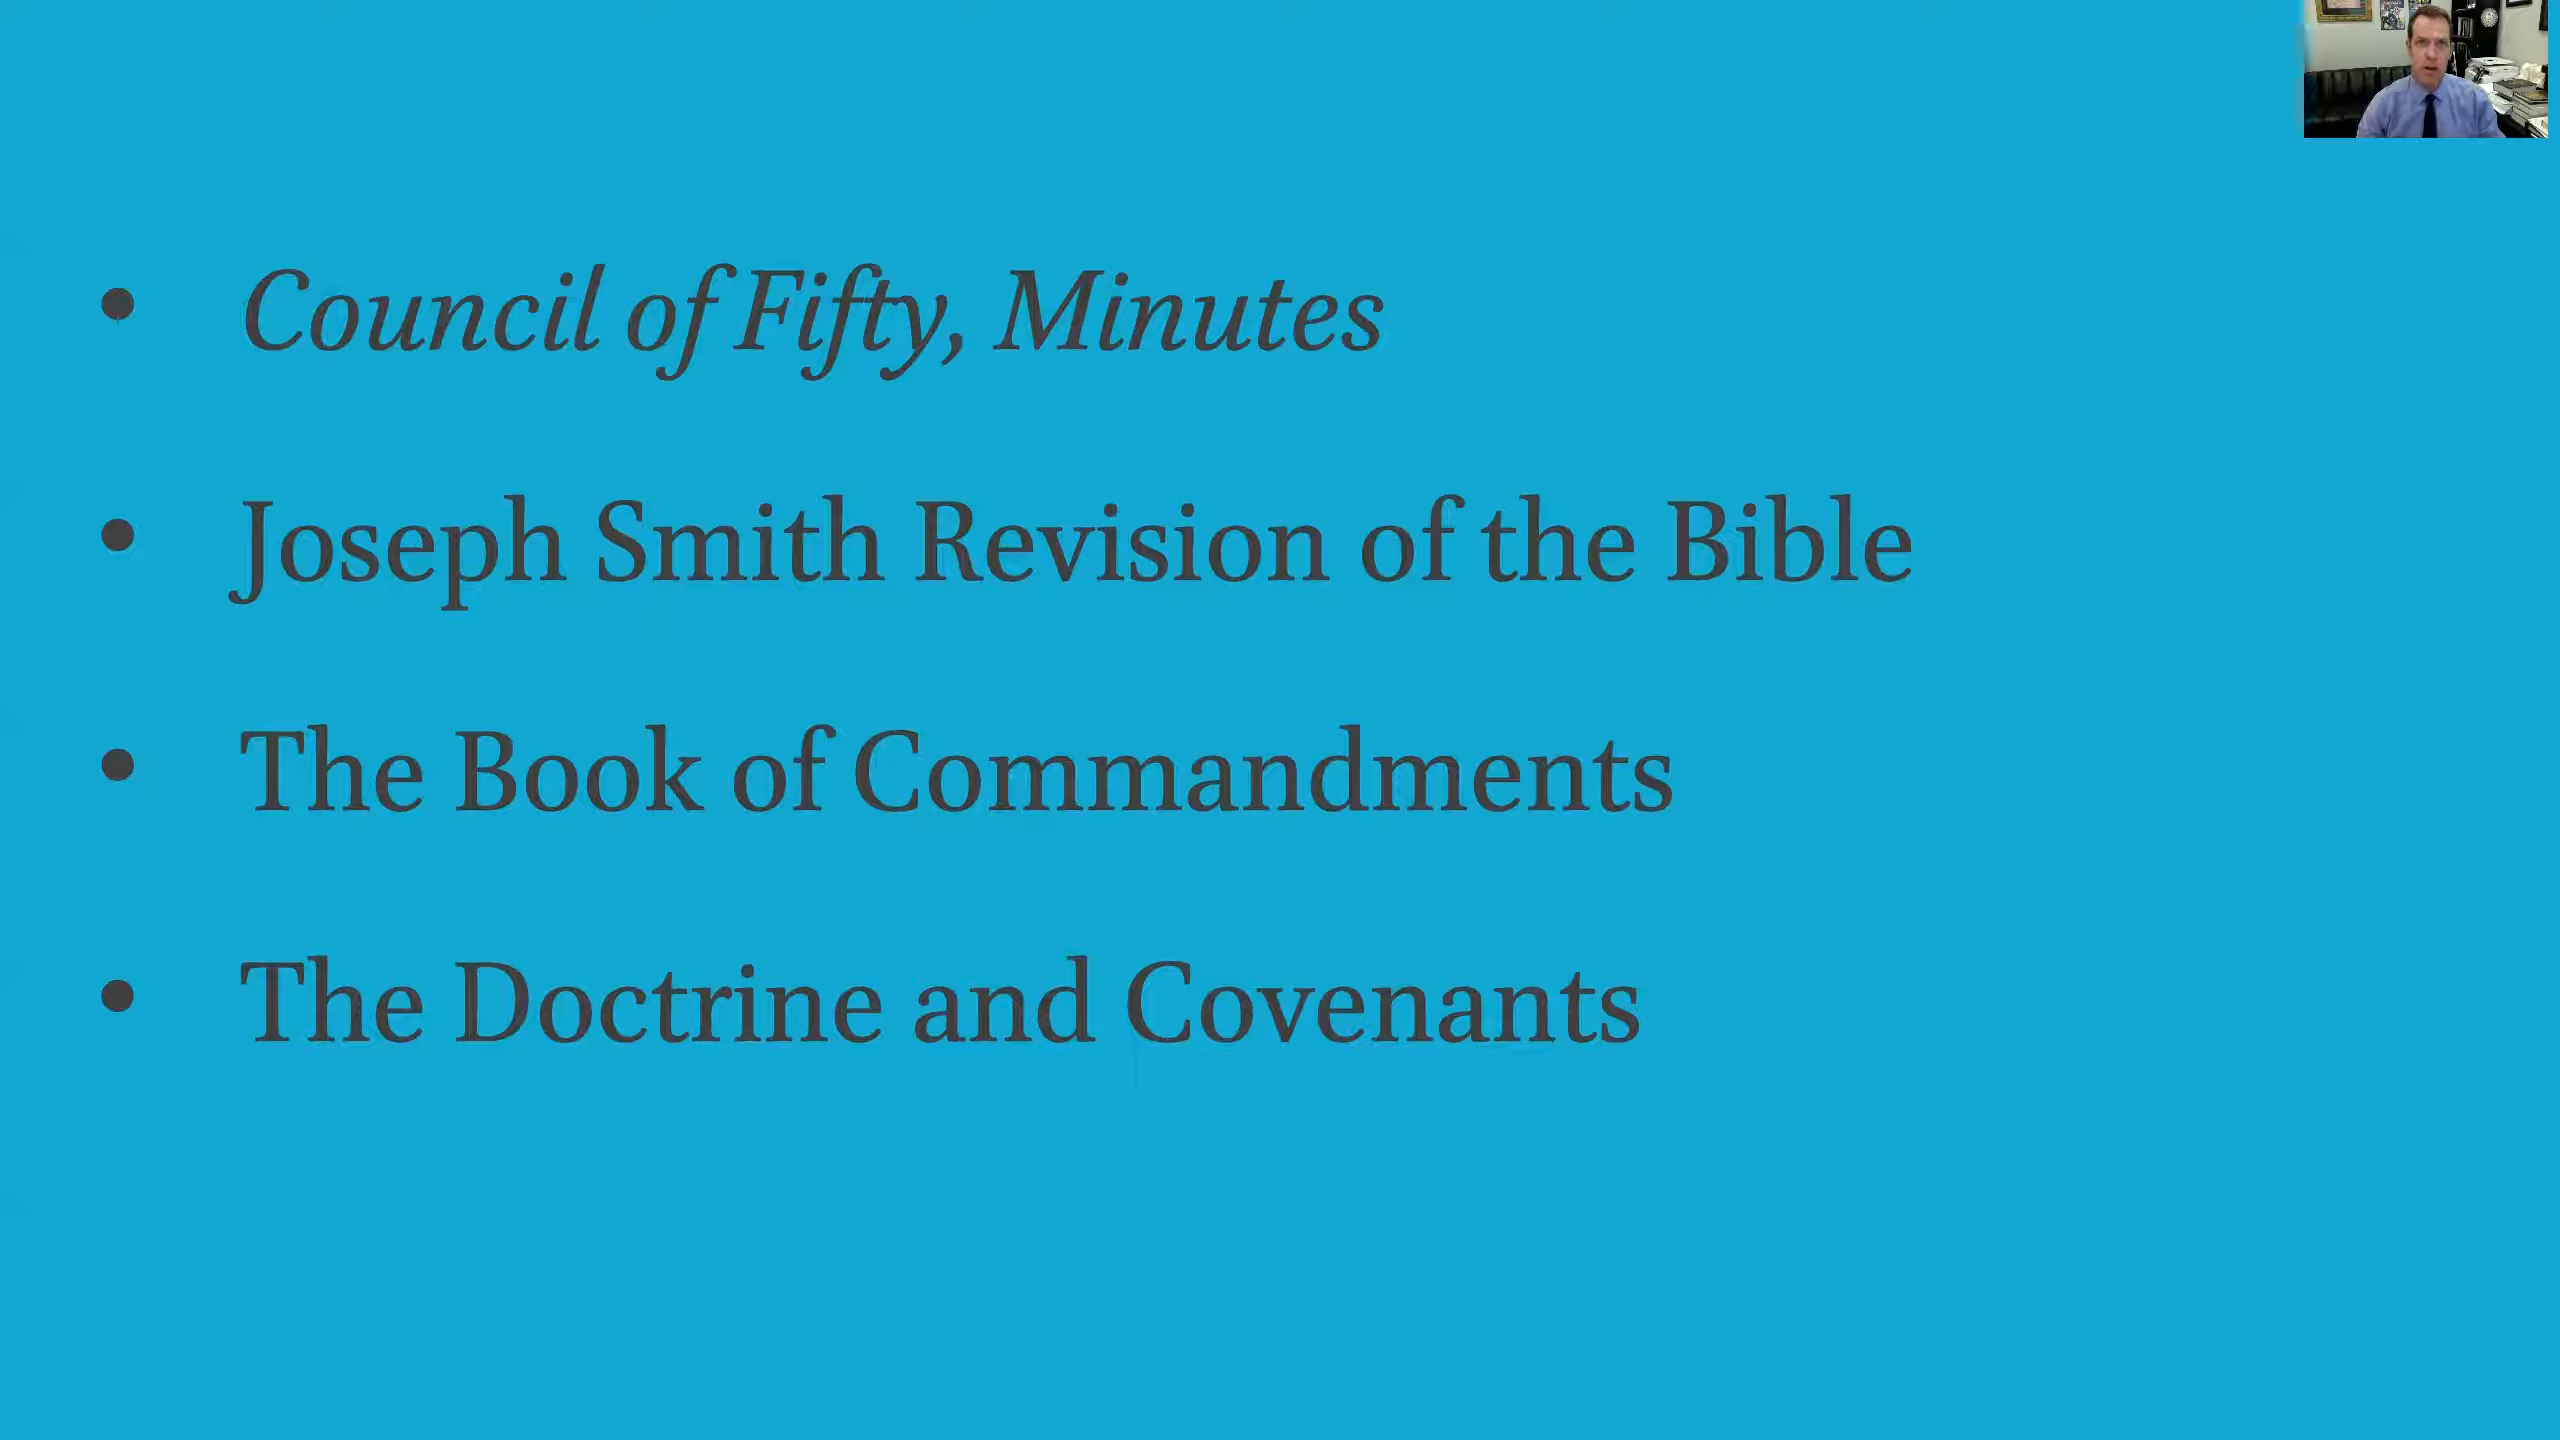 • Council of Fifty, Minutes
• Joseph Smith Revision of the Bible
• The Book of Commandments
• The Doctrine and Covenants